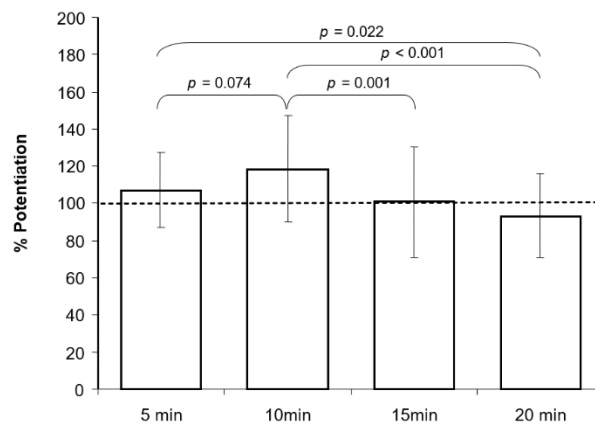 200
180
160
140
120
100
80
60
40
20
0
% Potentiation
p = 0.022
p < 0.001
p = 0.074
p = 0.001
5 min
10min
15min
20 min